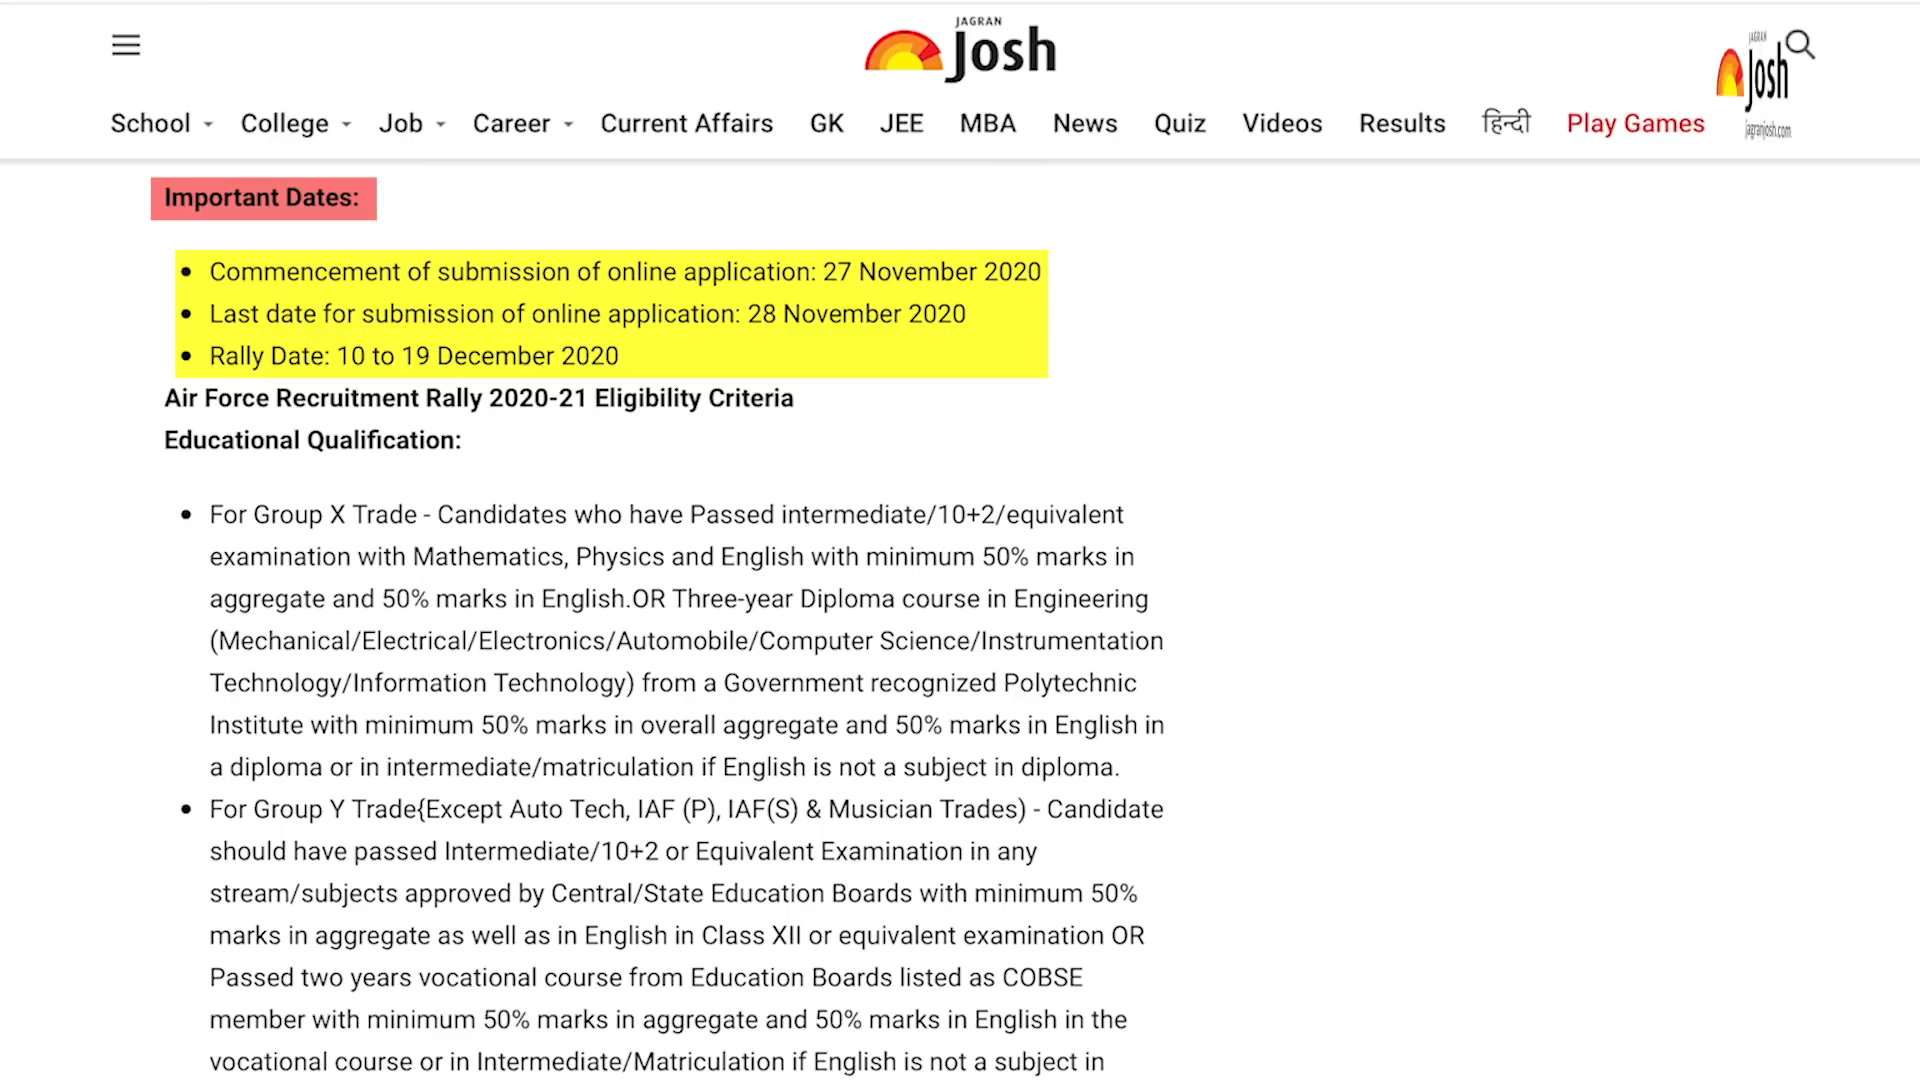 JAGRAN
Josh
JAGRAN
Josh
jagranjosh.com
School College Job Career Current Affairs GK JEE MBA News Quiz Videos Results हिन्दी Play Games
Important Dates:
• Commencement of submission of online application: 27 November 2020
• Last date for submission of online application: 28 November 2020
• Rally Date: 10 to 19 December 2020
Air Force Recruitment Rally 2020-21 Eligibility Criteria
Educational Qualification:
• For Group X Trade - Candidates who have Passed intermediate/10+2/equivalent
examination with Mathematics, Physics and English with minimum 50% marks in
aggregate and 50% marks in English.OR Three-year Diploma course in Engineering
(Mechanical/Electrical/Electronics/Automobile/Computer Science/Instrumentation
Technology/Information Technology) from a Government recognized Polytechnic
Institute with minimum 50% marks in overall aggregate and 50% marks in English in
a diploma or in intermediate/matriculation if English is not a subject in diploma.
• For Group Y Trade{Except Auto Tech, IAF (P), IAF(S) & Musician Trades) - Candidate
should have passed Intermediate/10+2 or Equivalent Examination in any
stream/subjects approved by Central/State Education Boards with minimum 50%
marks in aggregate as well as in English in Class XII or equivalent examination OR
Passed two years vocational course from Education Boards listed as COBSE
member with minimum 50% marks in aggregate and 50% marks in English in the
vocational course or in Intermediate/Matriculation if English is not a subject in